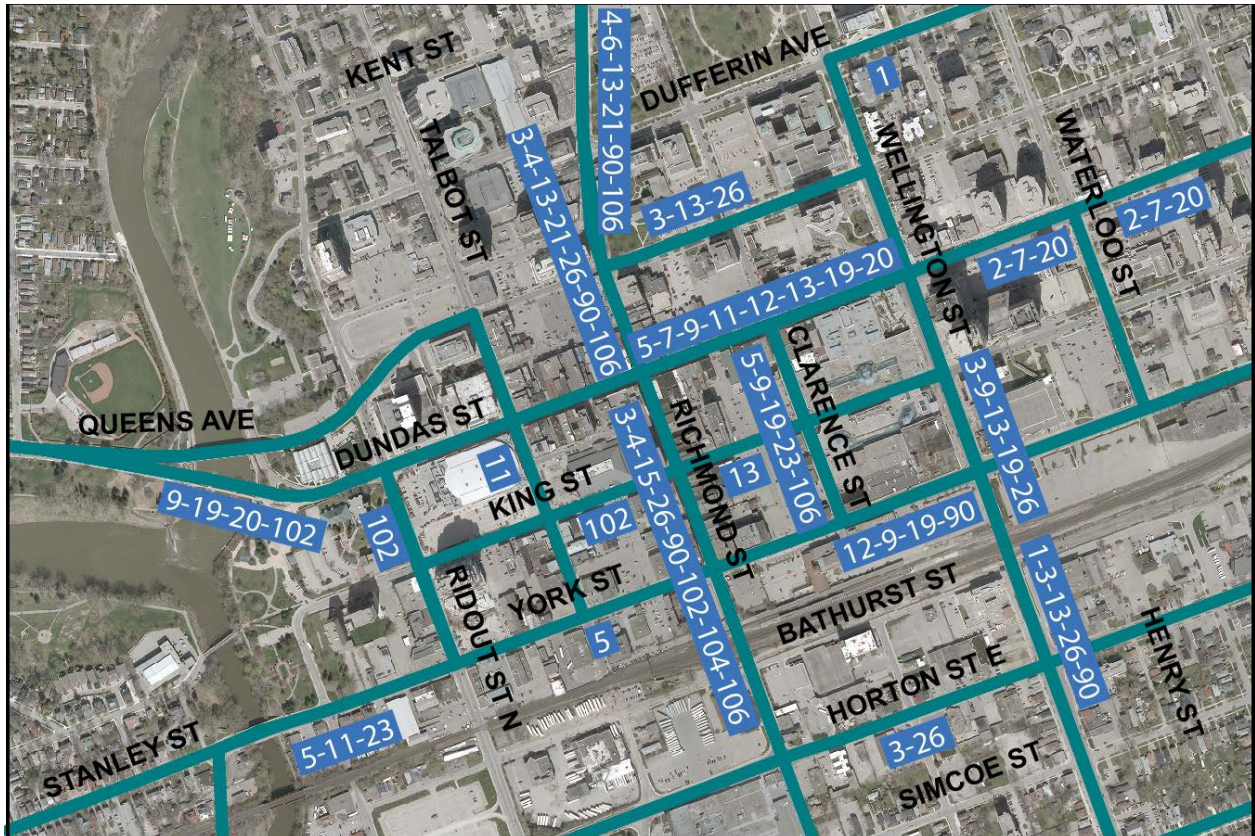 KENT ST
TALBOT ST
4-6-13-21-90-106
DUFFERIN AVE
1
3-4-13-21-26-90-106
3-13-26
WELLINGTON ST
WATERLOO ST
2-7-20
2-7-20
5-7-9-11-12-13-19-20
QUEENS AVE
DUNDAS ST
11
KING ST
9-19-20-102
102
102
3-4-15-26-90-102-104-106
RICHMOND ST
5-9-19-23-106
13
CLARENCE ST
3-9-13-19-26
12-9-19-90
RIDOUT ST N
YORK ST
5
BATHURST ST
1-3-13-26-90
HENRY ST
HORTON ST E
STANLEY ST
5-11-23
3-26
SIMCOE ST